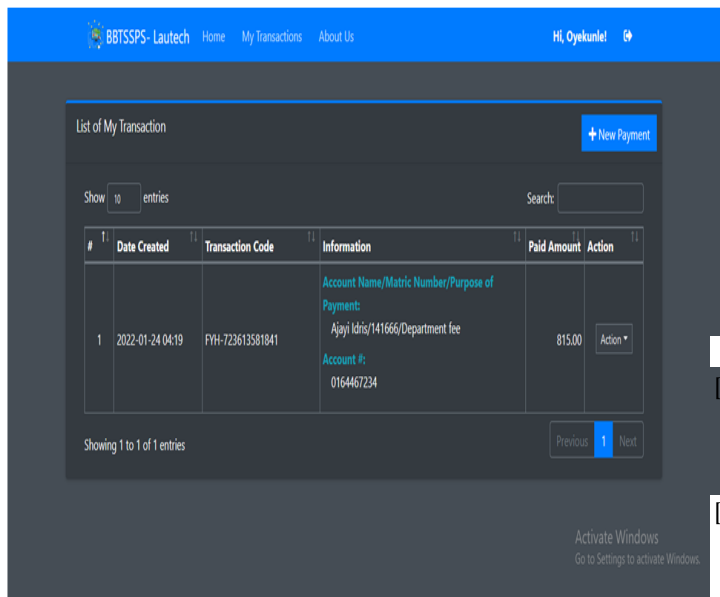 BBTSSPS- Lautech Home My Transactions About Us Hi, Oyekunle!
List of My Transaction
+ New Payment
Show 10 entries Search:
# Date Created Transaction Code Information Paid Amount Action
Account Name/Matric Number/Purpose of
Payment:
Ajayi Idris/141666/Department fee
1 2022-01-24 04:19 FYH-723613581841 815.00 Action
Account #:
0164467234
Showing 1 to 1 of 1 entries Previous 1 Next
[
[
Activate Windows
Go to Settings to activate Windows.